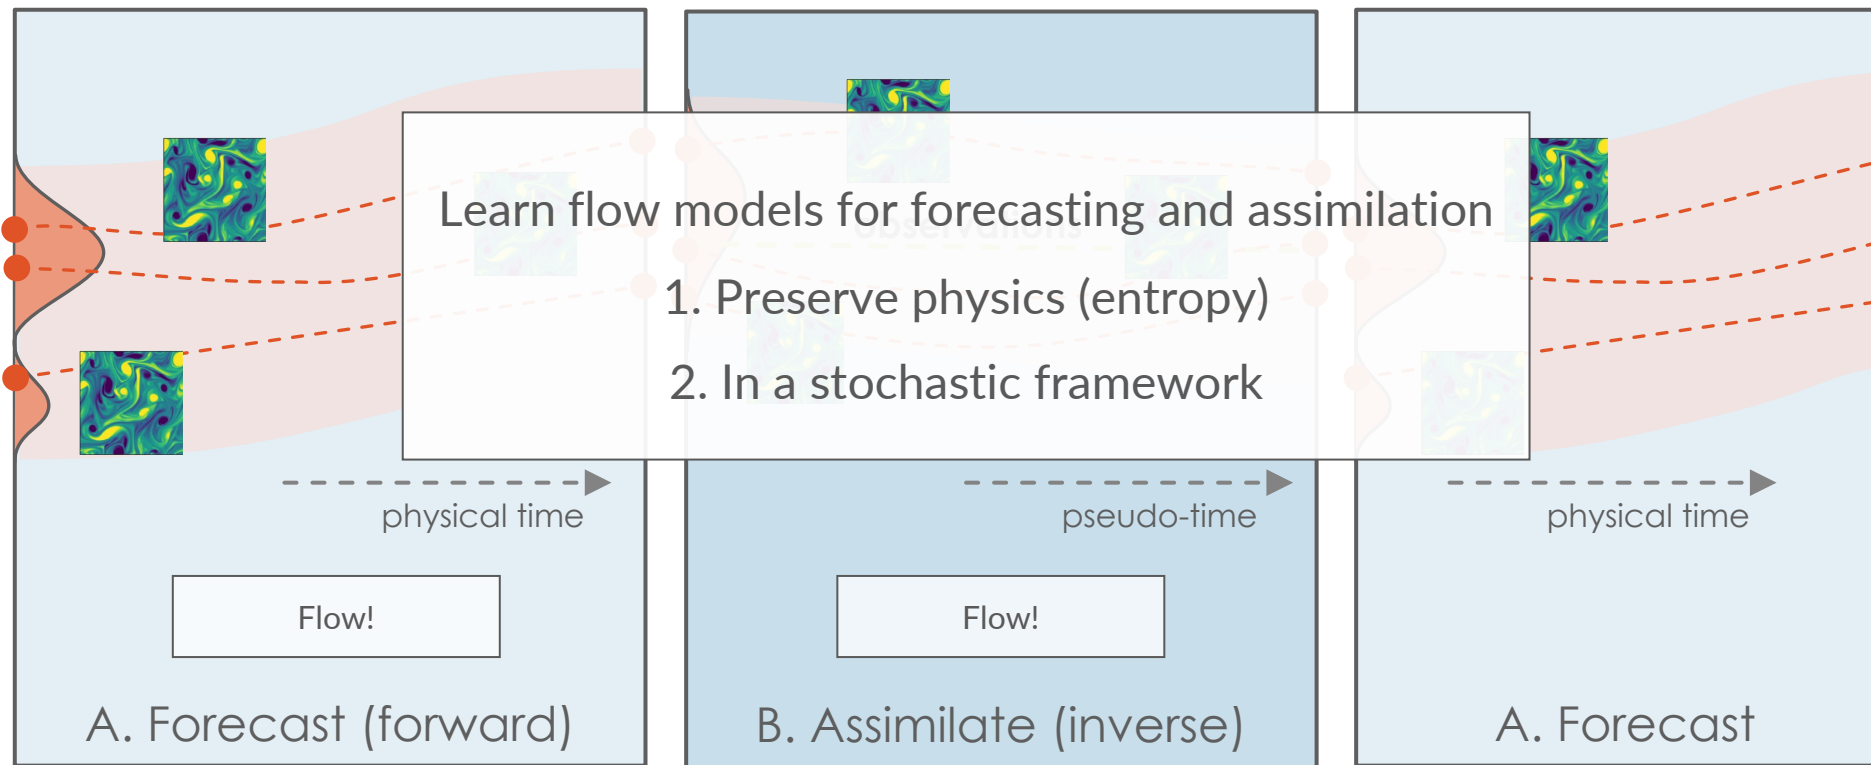 Learn flow models for forecasting and assimilation
observations
1. Preserve physics (entropy)
2. In a stochastic framework
physical time
pseudo-time
physical time
Flow!
Flow!
A. Forecast (forward)
B. Assimilate (inverse)
A. Forecast